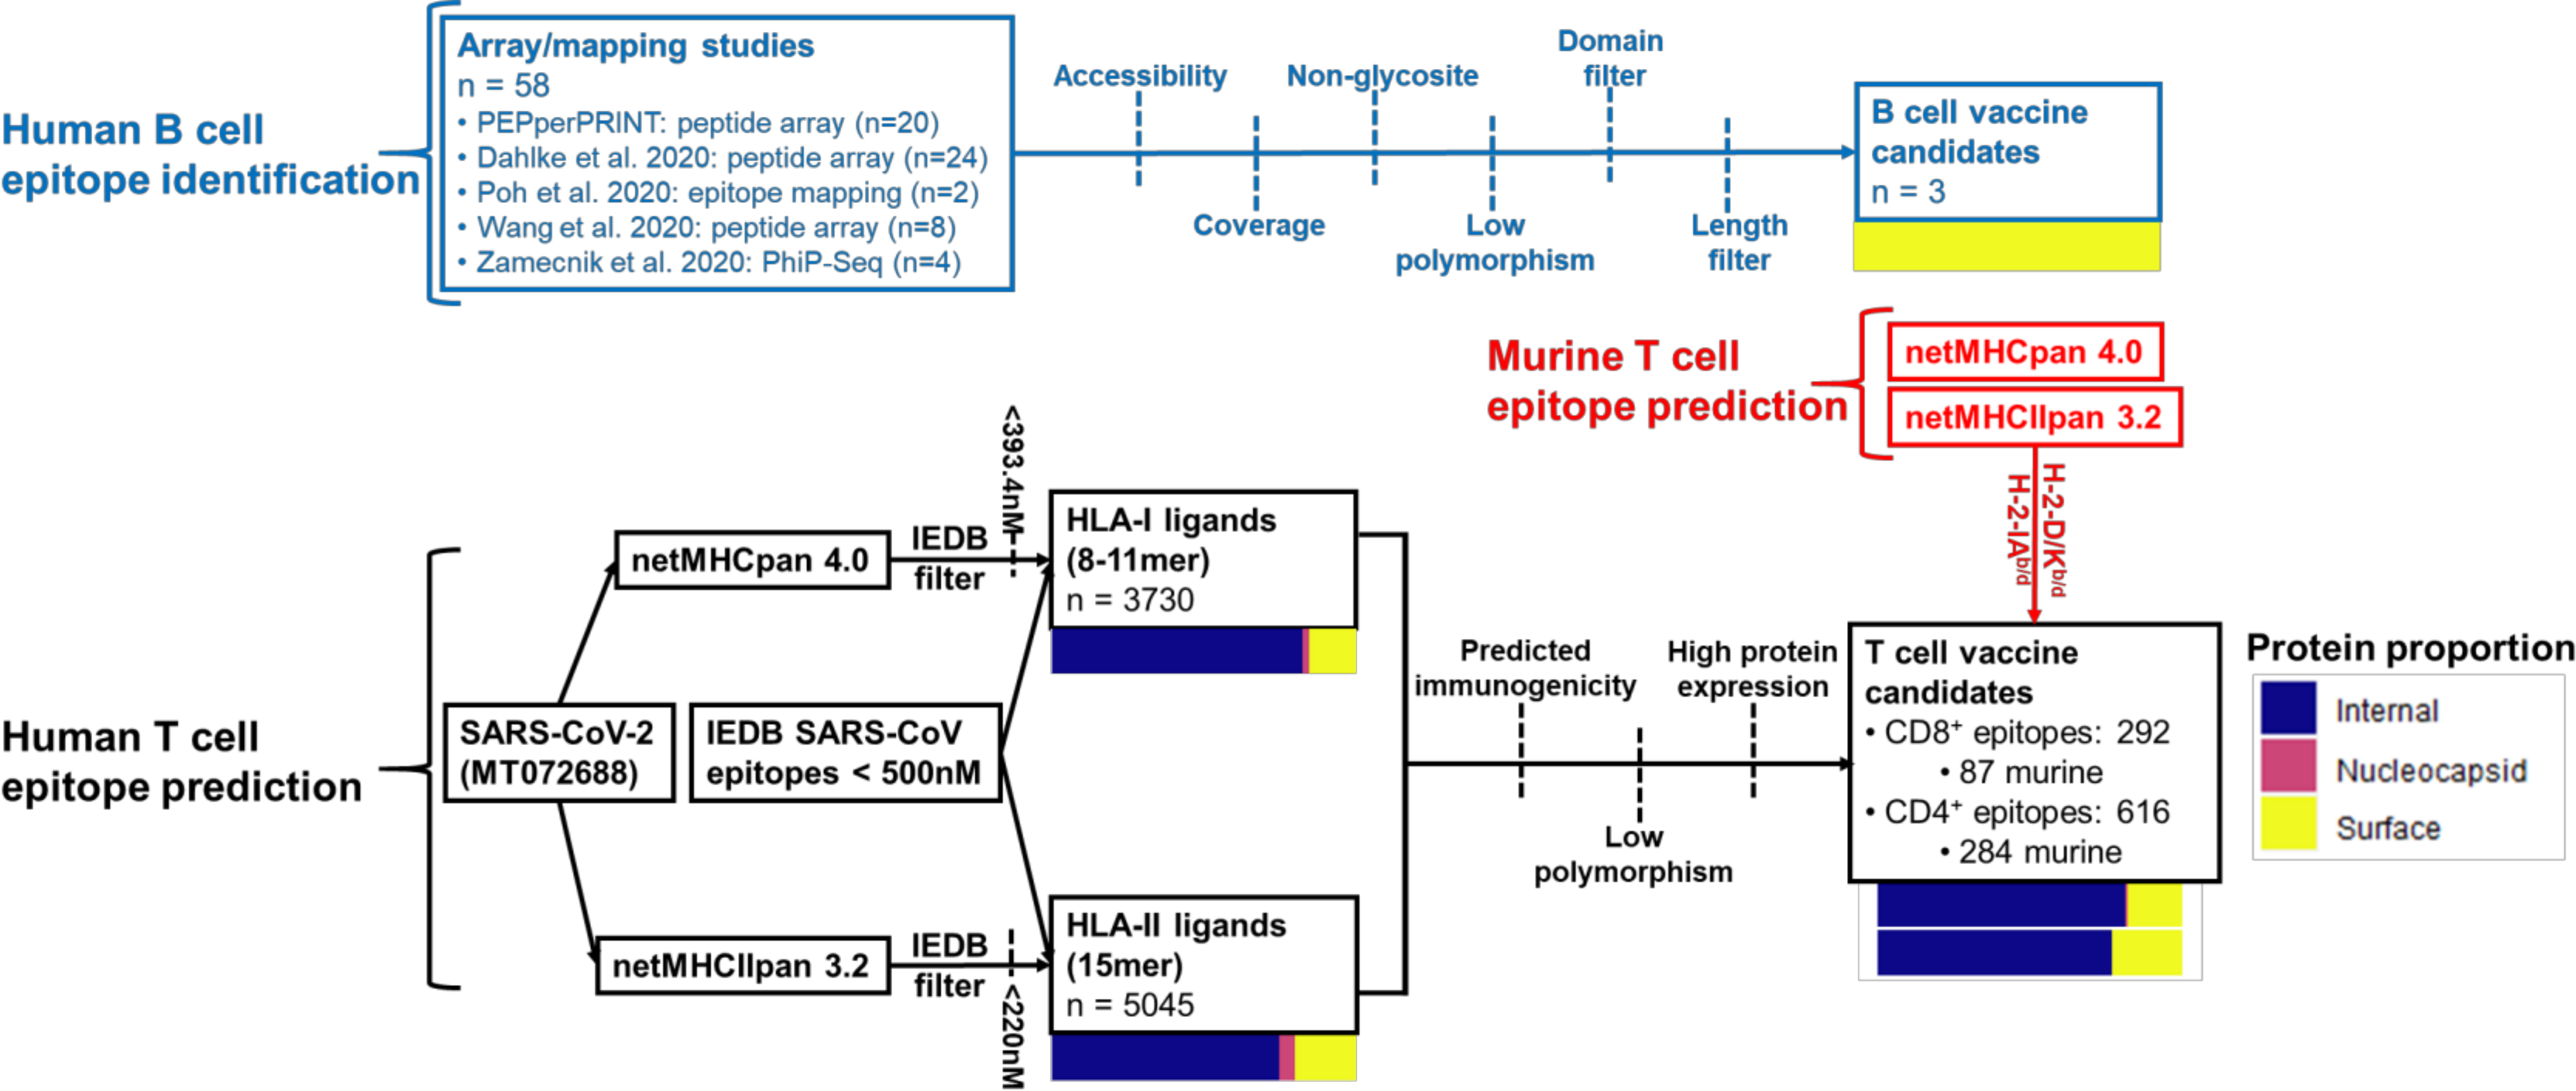 Human B cell
epitope identification
Array/mapping studies
n = 58
• PEPperPRINT: peptide array (n=20)
• Dahlke et al. 2020: peptide array (n=24)
• Poh et al. 2020: epitope mapping (n=2)
• Wang et al. 2020: peptide array (n=8)
• Zamecnik et al. 2020: PhiP-Seq (n=4)
Accessibility
Coverage
Non-glycosite
Low
polymorphism
Domain
filter
Length
filter
B cell vaccine
candidates
n = 3
Murine T cell
epitope prediction
netMHCpan 4.0
netMHCIIpan 3.2
H-2-D/Kb/d
H-2-IAb/d
Human T cell
epitope prediction
SARS-CoV-2
(MT072688)
IEDB SARS-CoV
epitopes < 500nM
netMHCpan 4.0
IEDB
filter
<393.4nM
HLA-I ligands
(8-11mer)
n = 3730
netMHCIIpan 3.2
IEDB
filter
<220nM
HLA-II ligands
(15mer)
n = 5045
Predicted
immunogenicity
Low
polymorphism
High protein
expression
T cell vaccine
candidates
• CD8+ epitopes: 292
• 87 murine
• CD4+ epitopes: 616
• 284 murine
Protein proportion
Internal
Nucleocapsid
Surface